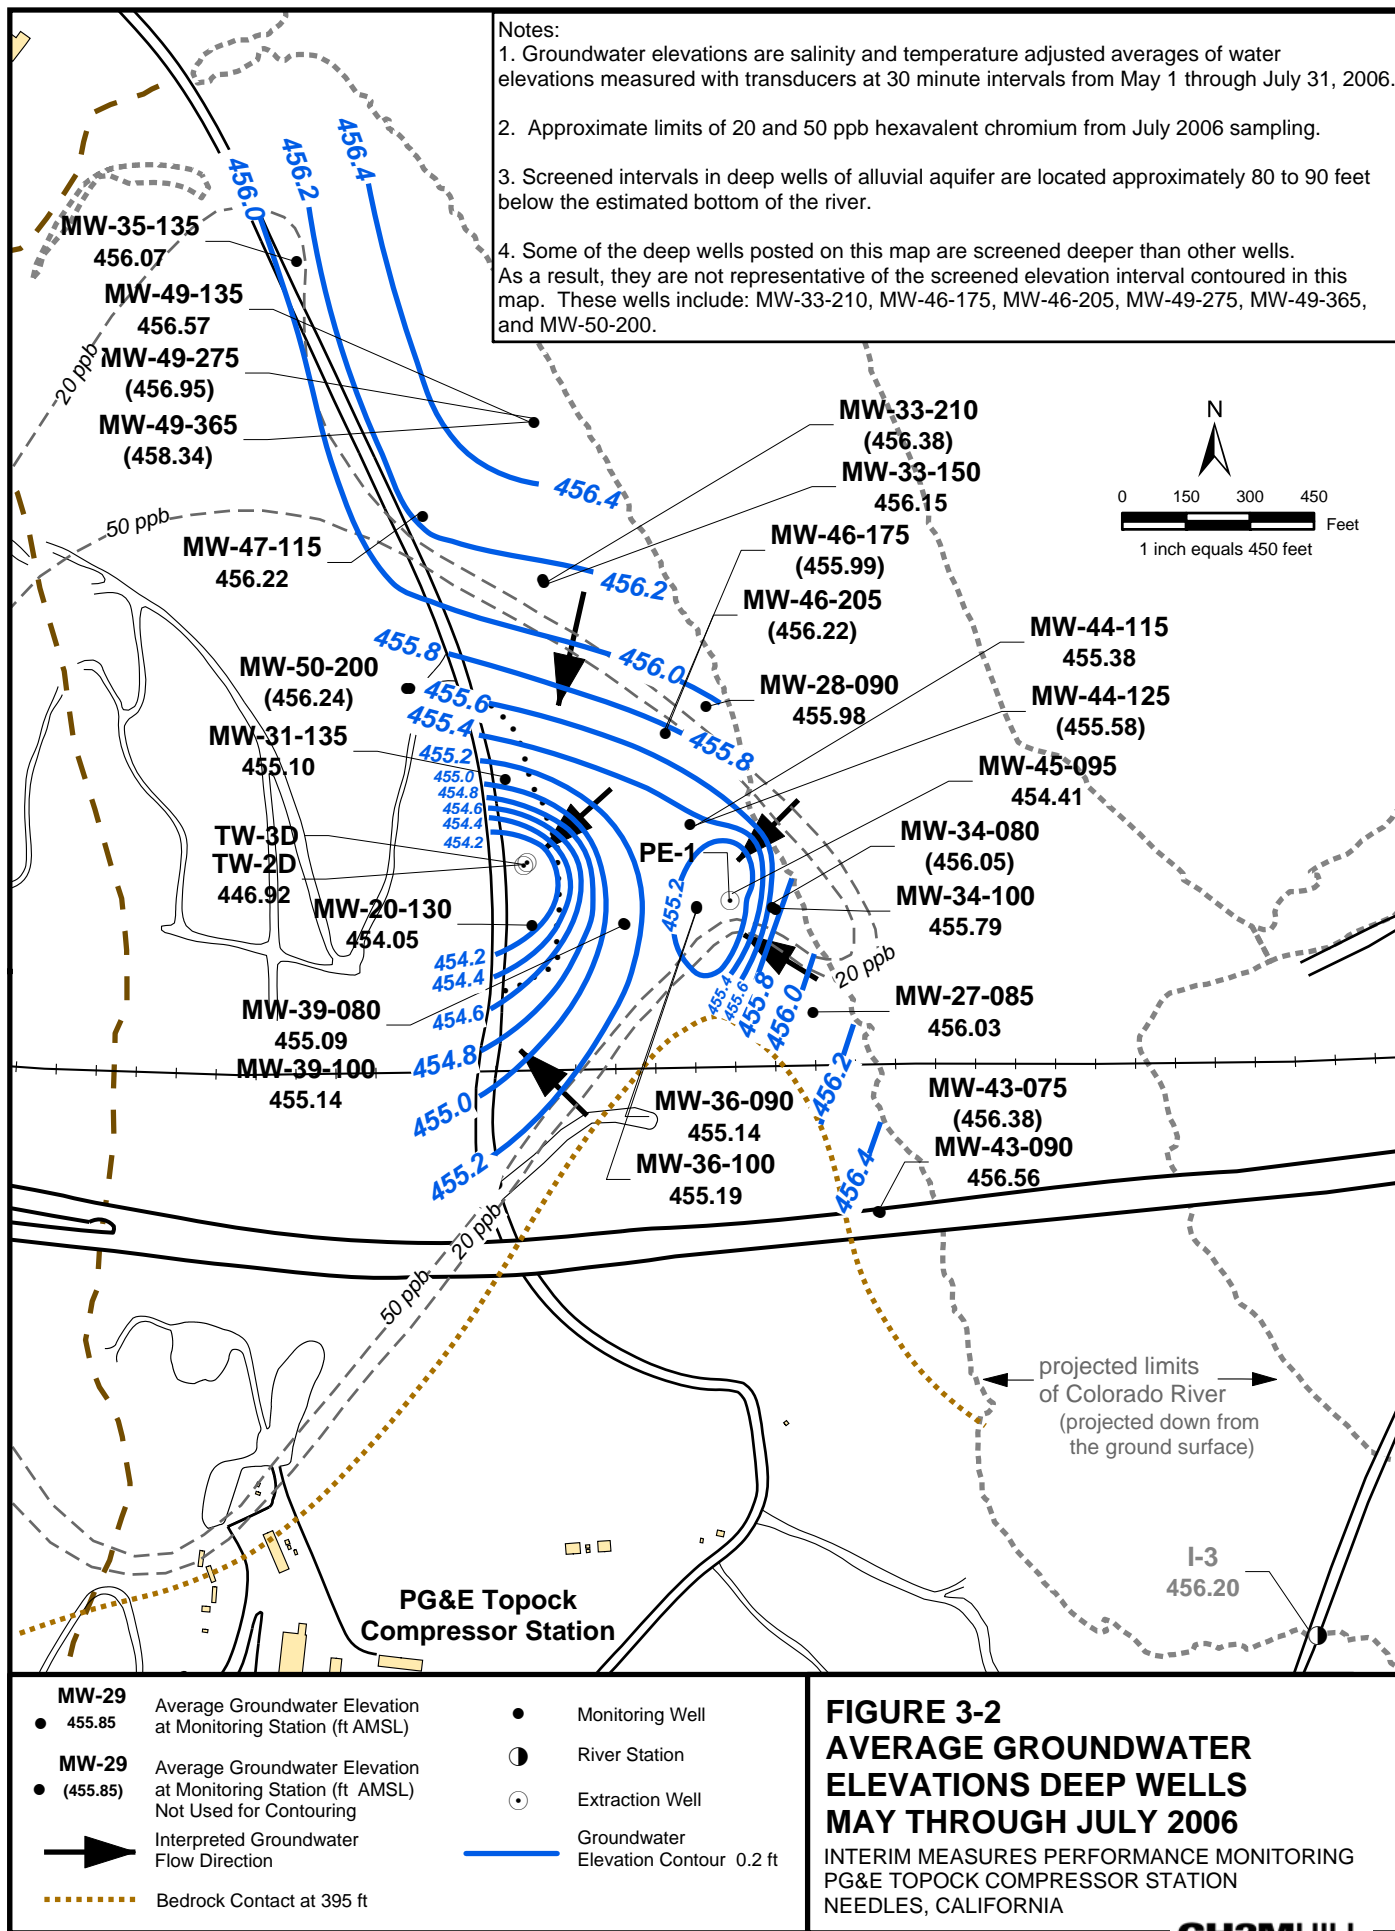 Notes:
1. Groundwater elevations are salinity and temperature adjusted averages of water
elevations measured with transducers at 30 minute intervals from May 1 through July 31, 2006.
2. Approximate limits of 20 and 50 ppb hexavalent chromium from July 2006 sampling.
3. Screened intervals in deep wells of alluvial aquifer are located approximately 80 to 90 feet
below the estimated bottom of the river.
4. Some of the deep wells posted on this map are screened deeper than other wells.
As a result, they are not representative of the screened elevation interval contoured in this
map. These wells include: MW-33-210, MW-46-175, MW-46-205, MW-49-275, MW-49-365,
and MW-50-200.
456.0
456.2
456.4
MW-35-135
456.07
MW-49-135
456.57
20 ppb
MW-49-275
(456.95)
MW-49-365
(458.34)
456.4
50 ppb
MW-47-115
456.22
MW-33-210
(456.38)
MW-33-150
456.15
N
0 150 300 450
Feet
1 inch equals 450 feet
MW-46-175
(455.99)
456.2
MW-46-205
(456.22)
MW-44-115
455.38
455.8
456.0
MW-50-200
(456.24)
455.6
MW-28-090
455.98
MW-44-125
(455.58)
455.4
MW-31-135
455.10
455.2
455.8
455.0
454.8
454.6
454.4
454.2
MW-45-095
454.41
TW-3D
TW-2D
446.92
PE-1
MW-34-080
(456.05)
455.2
MW-34-100
455.79
MW-20-130
454.05
454.2
454.4
454.6
454.8
455.0
455.2
20 ppb
455.4
455.6
455.8
456.0
456.2
456.4
MW-27-085
456.03
MW-39-080
455.09
MW-39-100
455.14
MW-36-090
455.14
MW-36-100
455.19
MW-43-075
(456.38)
MW-43-090
456.56
20 ppb
50 ppb
projected limits
of Colorado River
(projected down from
the ground surface)
I-3
456.20
PG&E Topock
Compressor Station
MW-29
455.85
Average Groundwater Elevation
at Monitoring Station (ft AMSL)
MW-29
(455.85)
Average Groundwater Elevation
at Monitoring Station (ft AMSL)
Not Used for Contouring
Interpreted Groundwater
Flow Direction
Bedrock Contact at 395 ft
Monitoring Well
River Station
Extraction Well
Groundwater
Elevation Contour 0.2 ft
FIGURE 3-2
AVERAGE GROUNDWATER
ELEVATIONS DEEP WELLS
MAY THROUGH JULY 2006
INTERIM MEASURES PERFORMANCE MONITORING
PG&E TOPOCK COMPRESSOR STATION
NEEDLES, CALIFORNIA